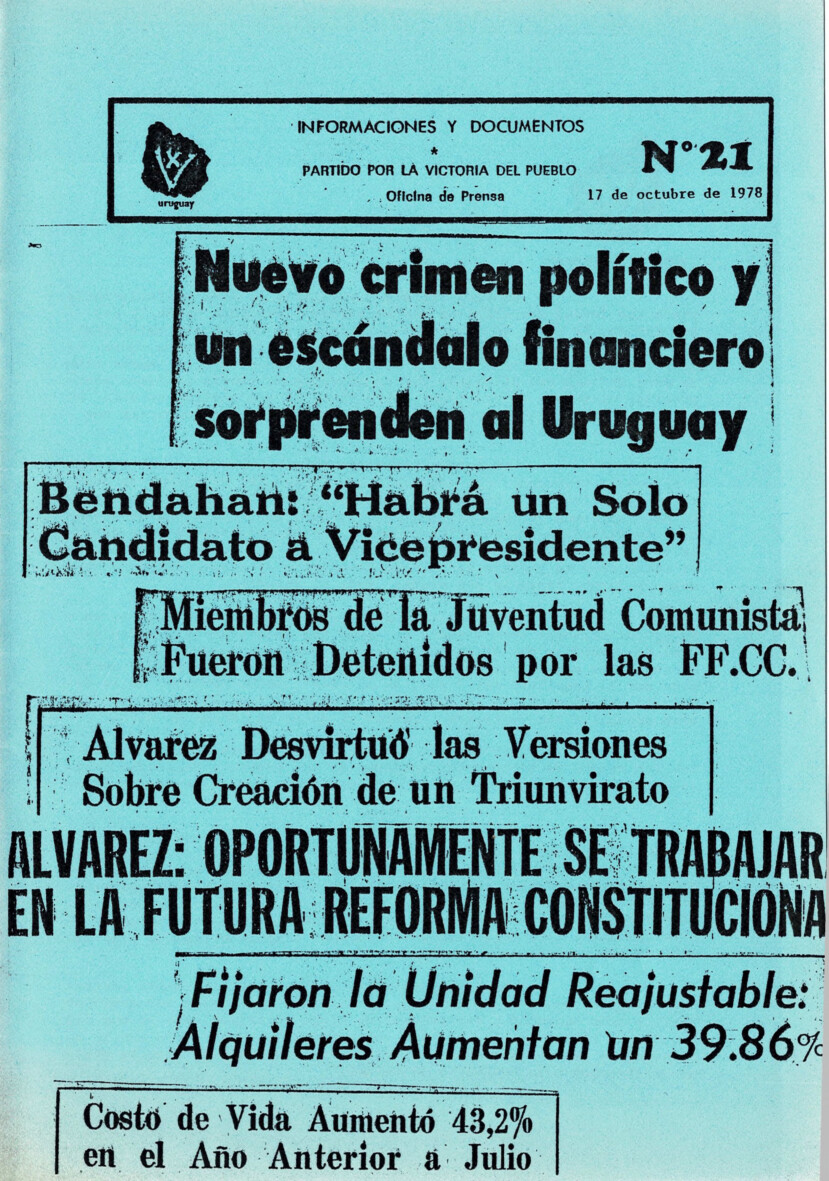 INFORMACIONES Y DOCUMENTOS
*
PARTIDO POR LA VICTORIA DEL PUEBLO
Oficina de Prensa
Nº 21
17 de octubre de 1978
uruguay
Nuevo crimen político y
un escándalo financiero
sorprenden al Uruguay
Bendahan: “Habrá un Solo
Candidato a Vicepresidente”
Miembros de la Juventud Comunista
Fueron Detenidos por las FF.CC.
Alvarez Desvirtuó las Versiones
Sobre Creación de un Triunvirato
ALVAREZ: OPORTUNAMENTE SE TRABAJAR
EN LA FUTURA REFORMA CONSTITUCIONA
Fijaron la Unidad Reajustable:
Alquileres Aumentan un 39.86%
Costo de Vida Aumentó 43,2%
en el Año Anterior a Julio